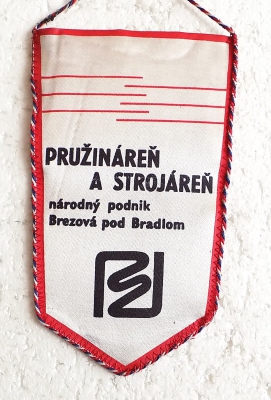 PRUŽINÁREŇ
A STROJÁREŇ
národný podnik
Brezová pod Bradlom